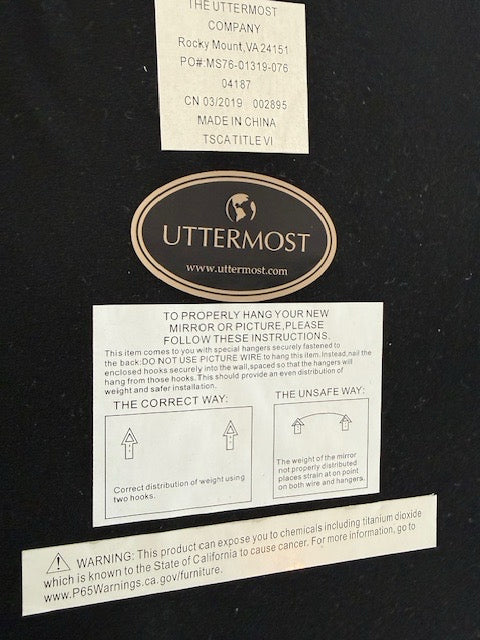 THE UTTERMOST
COMPANY
Rocky Mount,VA 24151
PO#:MS76-01319-076
04187
CN 03/2019 002895
MADE IN CHINA
TSCA TITLE VI
UTTERMOST
www.uttermost.com
TO PROPERLY HANG YOUR NEW
MIRROR OR PICTURE,PLEASE
FOLLOW THESE INSTRUCTIONS.
This item comes to you with special hangers securely fastened to
the back:DO NOT USE PICTURE WIRE to hang this item. Instead,nail the
enclosed hooks securely into the wall,spaced so that the hangers will
hang from those hooks. This should provide an even distribution of
weight and safer installation.
THE CORRECT WAY:
Correct distribution of weight using
two hooks.
THE UNSAFE WAY:
The weight of the mirror
not properly distributed
places strain at on point
on both wire and hangers.
WARNING: This product can expose you to chemicals including titanium dioxide
which is known to the State of California to cause cancer. For more information, go to
www.P65Warnings.ca.gov/furniture.